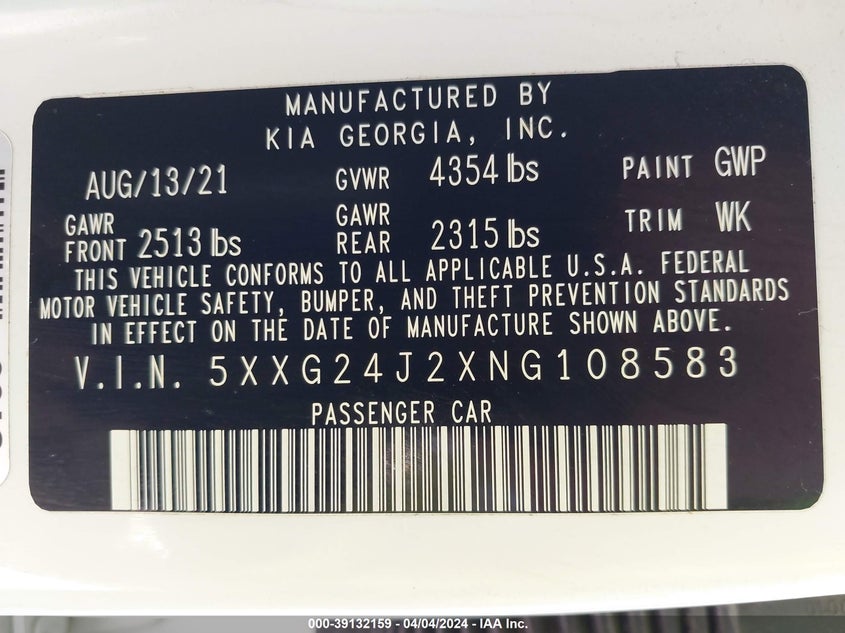 MANUFACTURED BY
KIA GEORGIA, INC.
AUG/13/21 GVWR 4354 lbs PAINT GWP
GAWR FRONT 2513 lbs GAWR REAR 2315 lbs TRIM WK
THIS VEHICLE CONFORMS TO ALL APPLICABLE U.S.A. FEDERAL
MOTOR VEHICLE SAFETY, BUMPER, AND THEFT PREVENTION STANDARDS
IN EFFECT ON THE DATE OF MANUFACTURE SHOWN ABOVE.
V.I.N. 5XXG24J2XNG108583
PASSENGER CAR
000-39132159 - 04/04/2024 - IAA Inc.